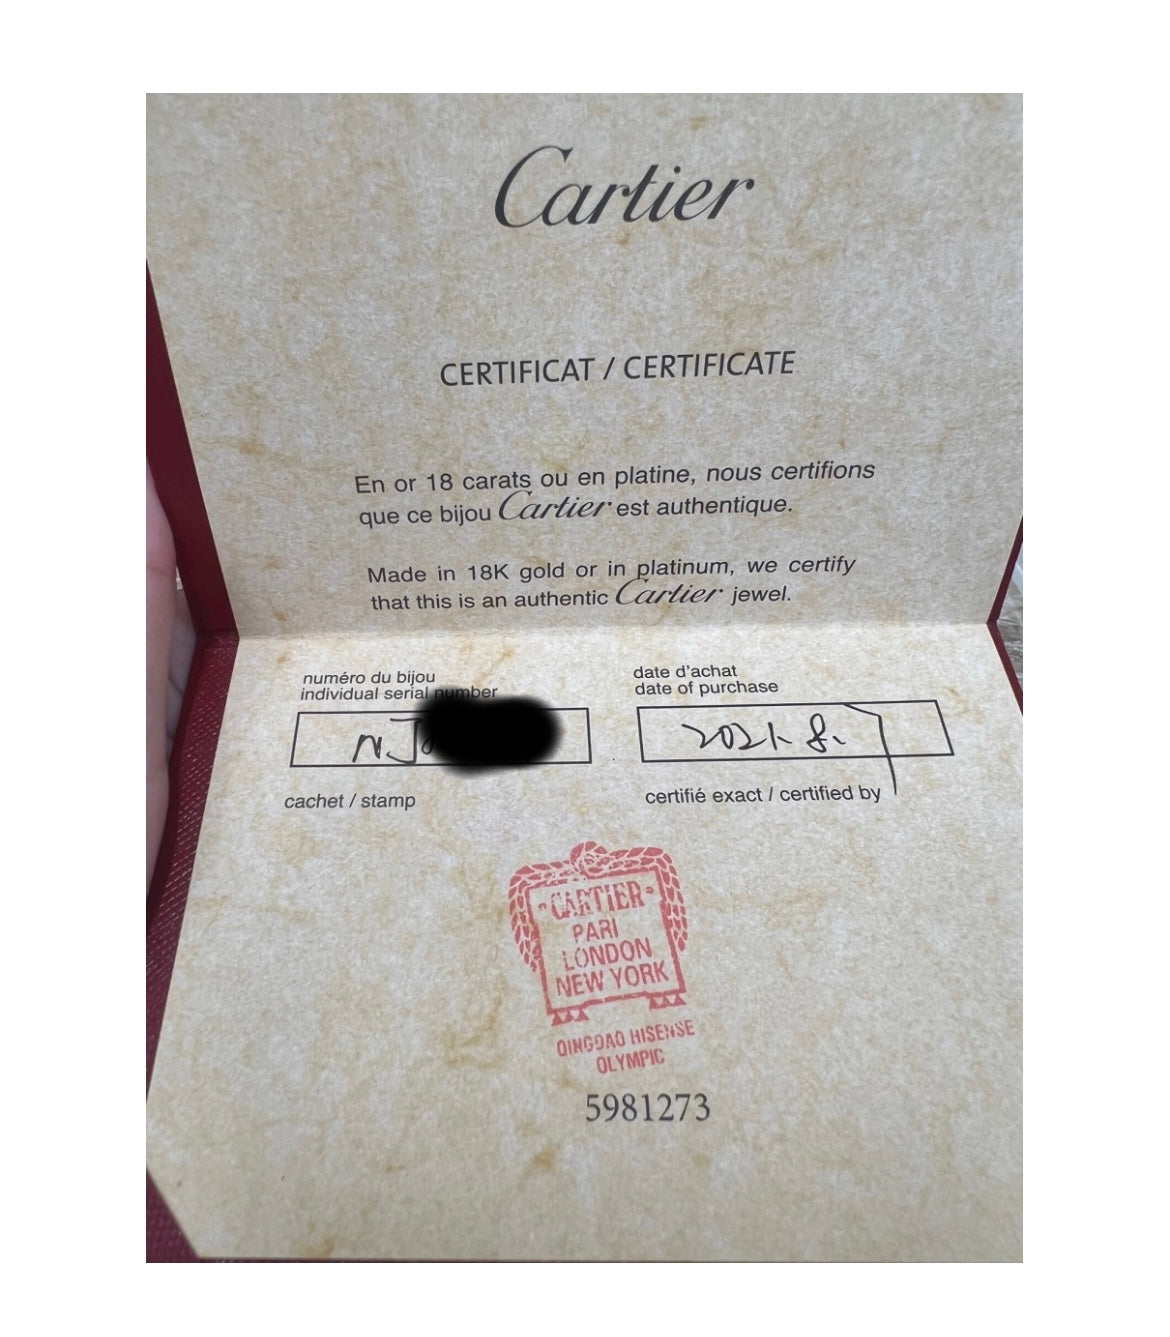 Cartier
CERTIFICAT / CERTIFICATE
En or 18 carats ou en platine, nous certifions
que ce bijou Cartier est authentique.
Made in 18K gold or in platinum, we certify
that this is an authentic Cartier jewel.
numéro du bijou
individual serial number
NJ
date d'achat
date of purchase
2021. 8.
cachet / stamp
certifié exact / certified by
CARTIER
PARI
LONDON
NEW YORK
QINGDAO HISENSE
OLYMPIC
5981273